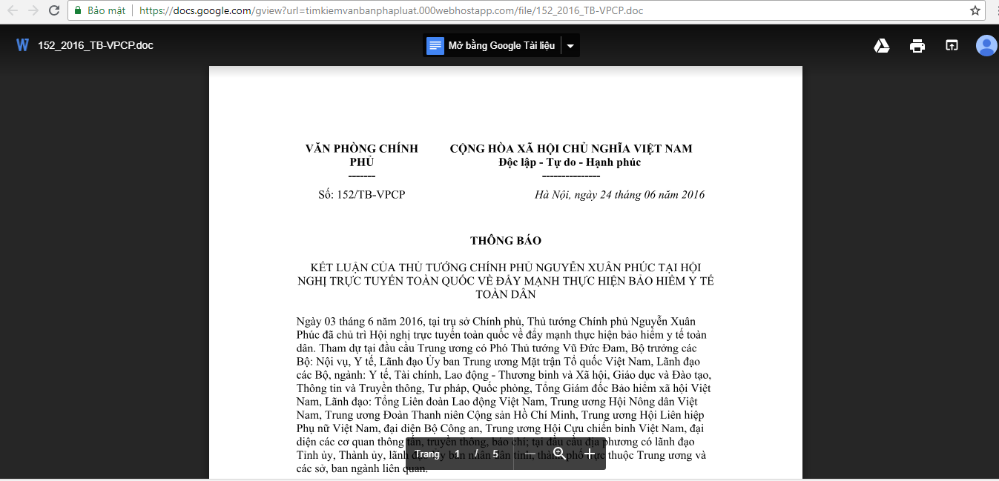 Bảo mật | https://docs.google.com/gview?url=timkiemvanbanphapluat.000webhostapp.com/file/152_2016_TB-VPCP.doc
W 152_2016_TB-VPCP.doc
Mở bằng Google Tài liệu
VĂN PHÒNG CHÍNH
PHỦ
-------
Số: 152/TB-VPCP
CỘNG HÒA XÃ HỘI CHỦ NGHĨA VIỆT NAM
Độc lập - Tự do - Hạnh phúc
---------------
Hà Nội, ngày 24 tháng 06 năm 2016
THÔNG BÁO
KẾT LUẬN CỦA THỦ TƯỚNG CHÍNH PHỦ NGUYỄN XUÂN PHÚC TẠI HỘI
NGHỊ TRỰC TUYẾN TOÀN QUỐC VỀ ĐẨY MẠNH THỰC HIỆN BẢO HIỂM Y TẾ
TOÀN DÂN
Ngày 03 tháng 6 năm 2016, tại trụ sở Chính phủ, Thủ tướng Chính phủ Nguyễn Xuân
Phúc đã chủ trì Hội nghị trực tuyến toàn quốc về đẩy mạnh thực hiện bảo hiểm y tế toàn
dân. Tham dự tại đầu cầu Trung ương có Phó Thủ tướng Vũ Đức Đam, Bộ trưởng các
Bộ: Nội vụ, Y tế, Lãnh đạo Ủy ban Trung ương Mặt trận Tổ quốc Việt Nam, Lãnh đạo
các Bộ, ngành: Y tế, Tài chính, Lao động - Thương binh và Xã hội, Giáo dục và Đào tạo,
Thông tin và Truyền thông, Tư pháp, Quốc phòng, Tổng Giám đốc Bảo hiểm xã hội Việt
Nam, Lãnh đạo: Tổng Liên đoàn Lao động Việt Nam, Trung ương Hội Nông dân Việt
Nam, Trung ương Đoàn Thanh niên Cộng sản Hồ Chí Minh, Trung ương Hội Liên hiệp
Phụ nữ Việt Nam, đại diện Bộ Công an, Trung ương Hội Cựu chiến binh Việt Nam, đại
diện các cơ quan thông tấn, truyền thông, báo chí; tại đầu cầu địa phương có lãnh đạo
Tỉnh ủy, Thành ủy, lãnh đạo Ủy ban nhân dân tỉnh, thành phố trực thuộc Trung ương và
các sở, ban ngành liên quan.
Trang 1 / 5